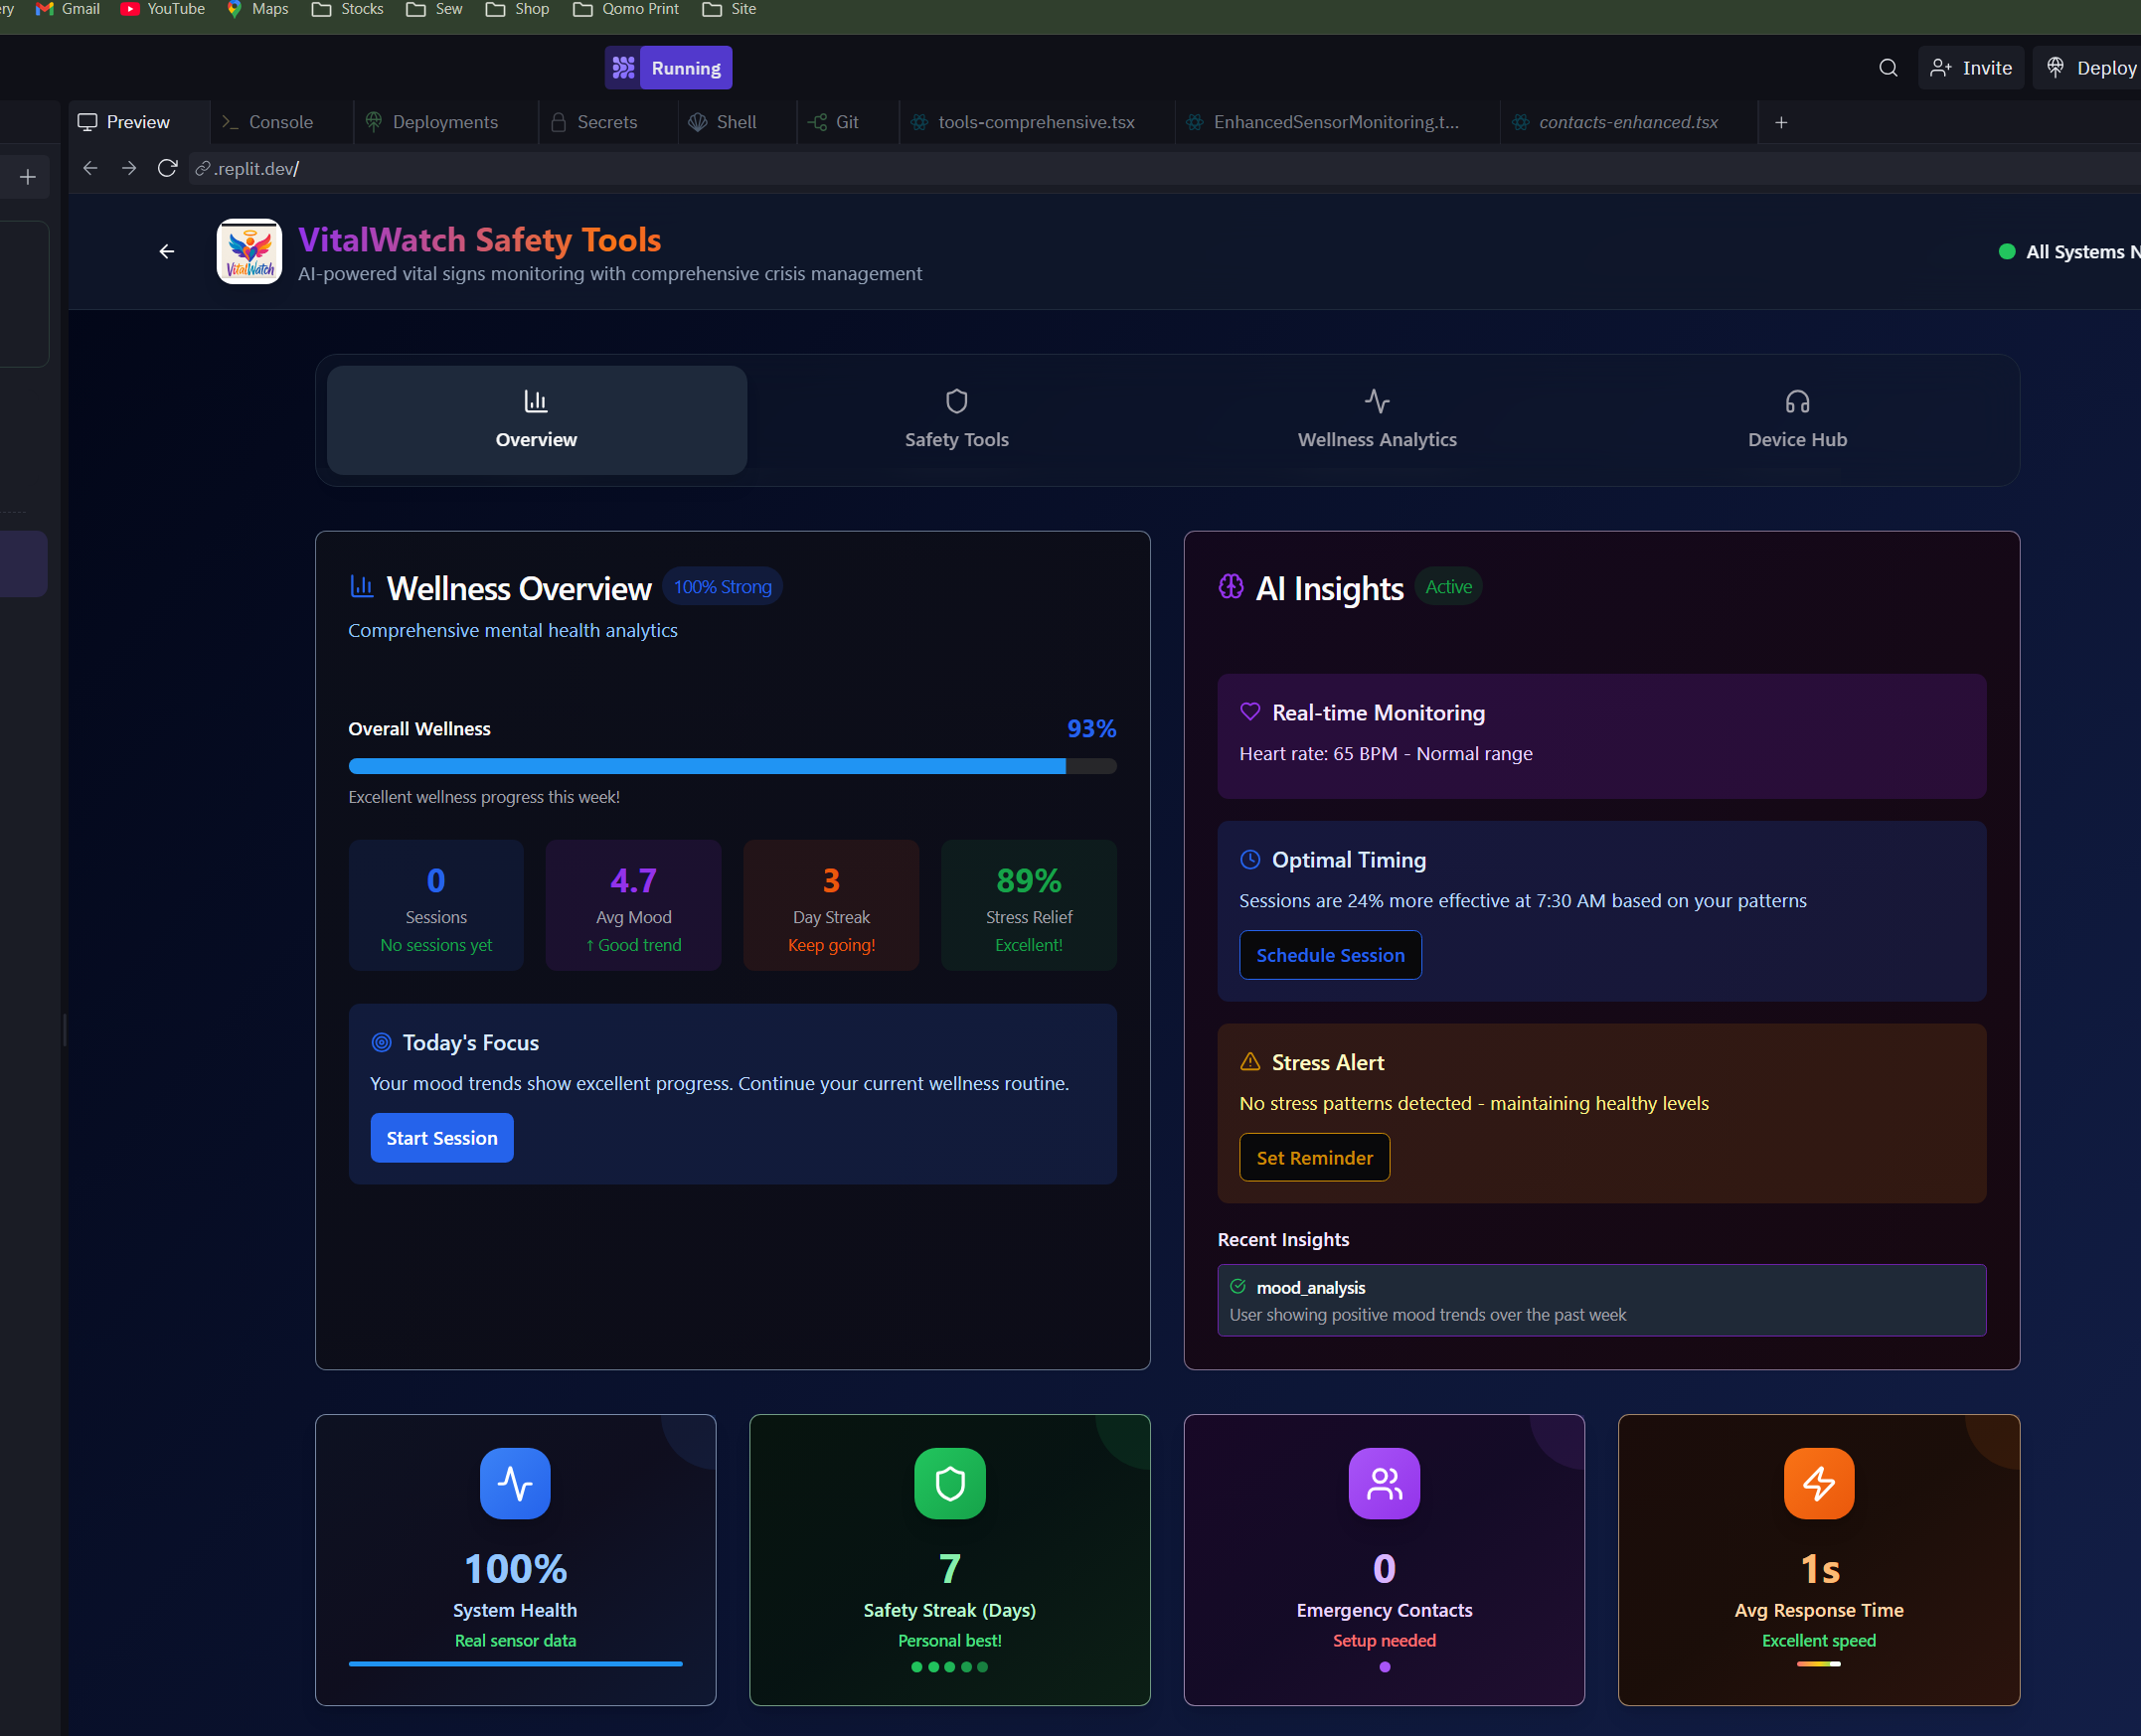 ery Gmail YouTube Maps Stocks Sew Shop Qomo Print Site
Running
Invite
Deploy
Preview Console Deployments Secrets Shell Git tools-comprehensive.tsx EnhancedSensorMonitoring.t... contacts-enhanced.tsx
.replit.dev/
VitalWatch
VitalWatch Safety Tools
AI-powered vital signs monitoring with comprehensive crisis management
All Systems N
Overview
Safety Tools
Wellness Analytics
Device Hub
Wellness Overview
100% Strong
Comprehensive mental health analytics
Overall Wellness
93%
Excellent wellness progress this week!
0
Sessions
No sessions yet
4.7
Avg Mood
↑ Good trend
3
Day Streak
Keep going!
89%
Stress Relief
Excellent!
Today's Focus
Your mood trends show excellent progress. Continue your current wellness routine.
Start Session
AI Insights
Active
Real-time Monitoring
Heart rate: 65 BPM - Normal range
Optimal Timing
Sessions are 24% more effective at 7:30 AM based on your patterns
Schedule Session
Stress Alert
No stress patterns detected - maintaining healthy levels
Set Reminder
Recent Insights
mood_analysis
User showing positive mood trends over the past week
100%
System Health
Real sensor data
7
Safety Streak (Days)
Personal best!
0
Emergency Contacts
Setup needed
1s
Avg Response Time
Excellent speed